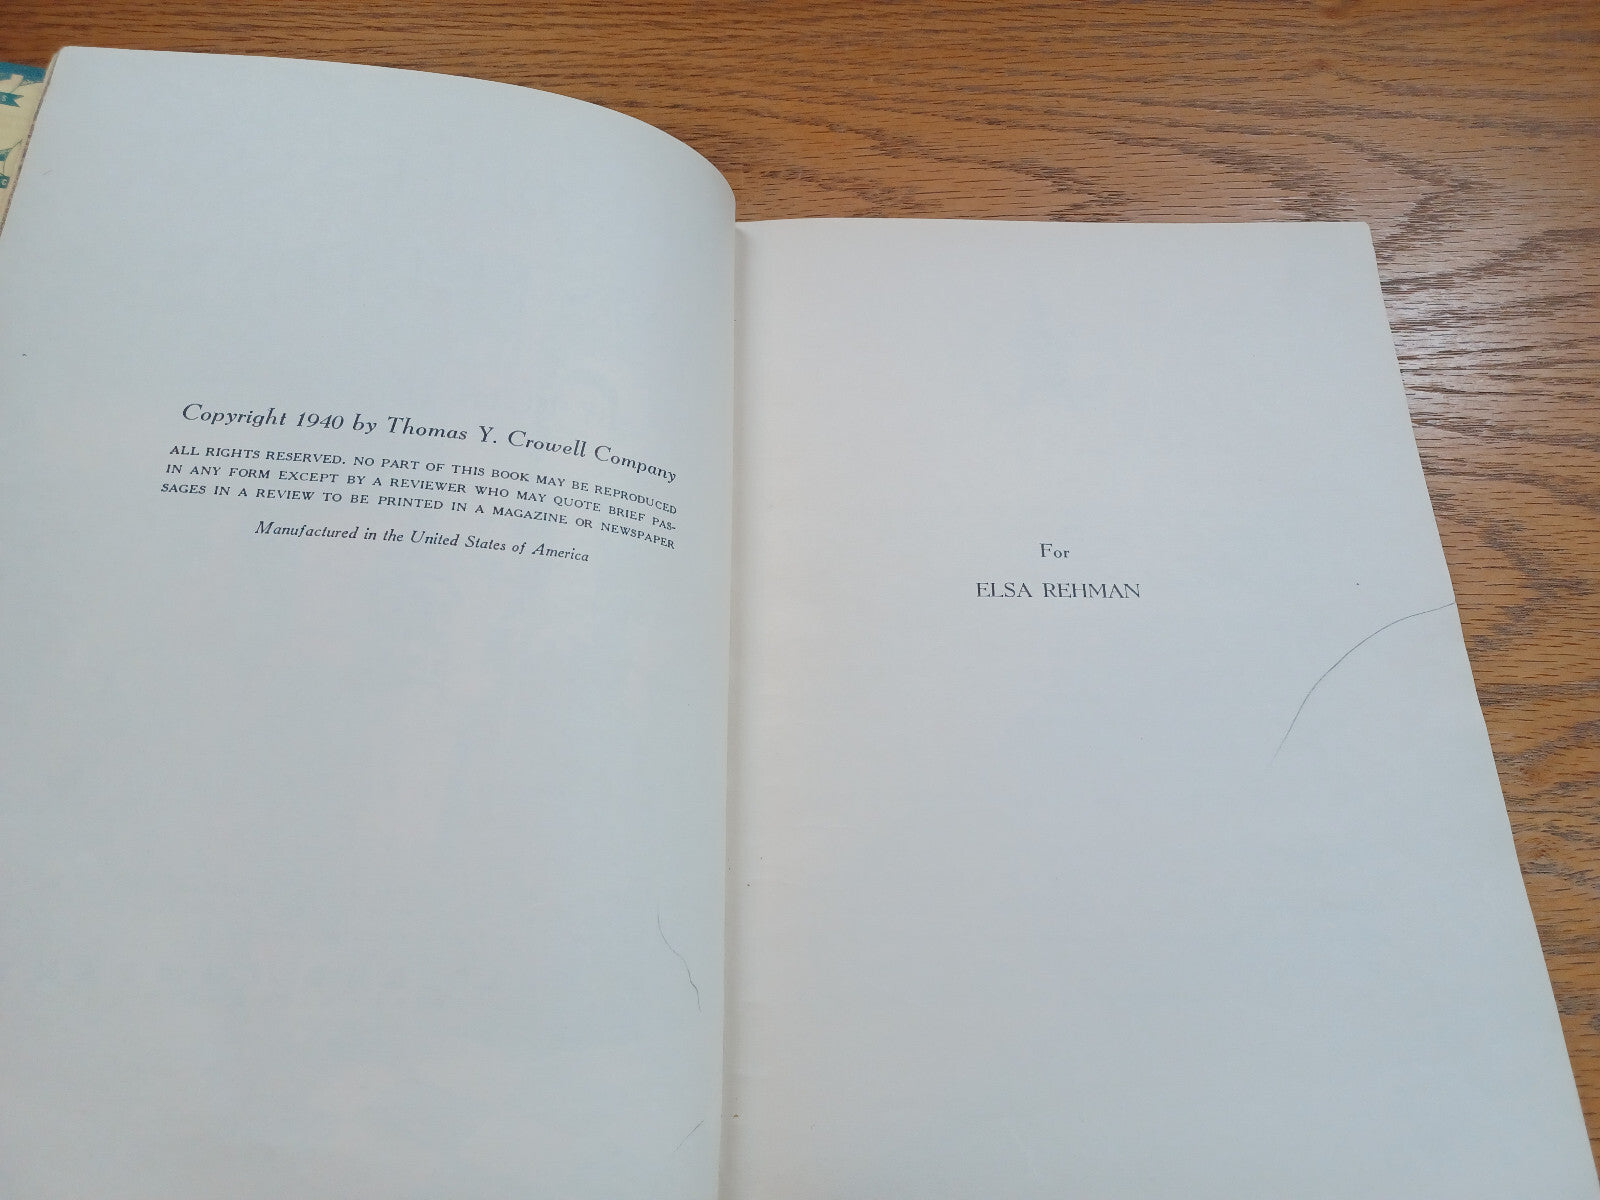 Copyright 1940 by Thomas Y. Crowell Company
ALL RIGHTS RESERVED. NO PART OF THIS BOOK MAY BE REPRODUCED
IN ANY FORM EXCEPT BY A REVIEWER WHO MAY QUOTE BRIEF PAS-
SAGES IN A REVIEW TO BE PRINTED IN A MAGAZINE OR NEWSPAPER
Manufactured in the United States of America
For
ELSA REHMAN